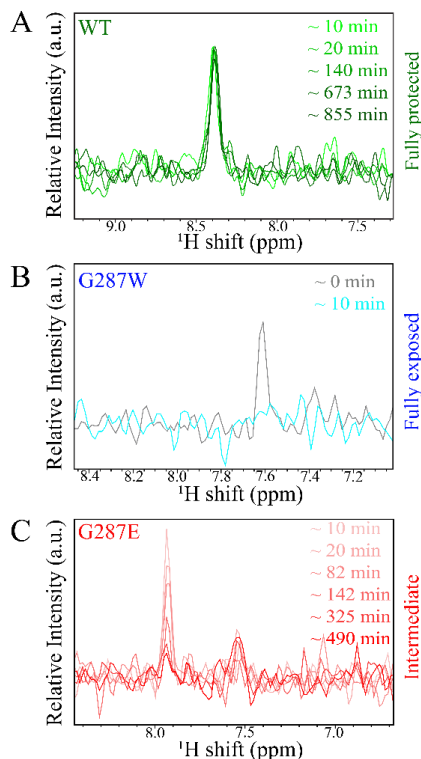 A
WT
~ 10 min
~ 20 min
~ 140 min
~ 673 min
~ 855 min
Relative Intensity (a.u.)
Fully protected
9.0 8.5 8.0 7.5
¹H shift (ppm)
B
G287W
~ 0 min
~ 10 min
Relative Intensity (a.u.)
Fully exposed
8.4 8.2 8.0 7.8 7.6 7.4 7.2
¹H shift (ppm)
C
G287E
~ 10 min
~ 20 min
~ 82 min
~ 142 min
~ 325 min
~ 490 min
Relative Intensity (a.u.)
Intermediate
8.0 7.5 7.0
¹H shift (ppm)